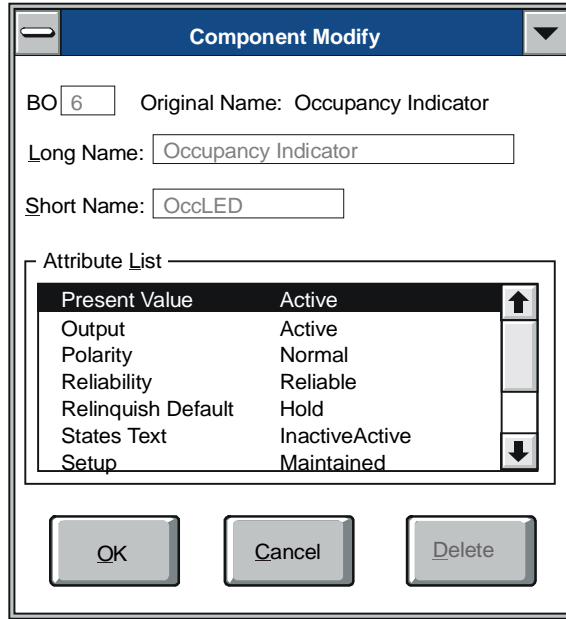 Component Modify
BO 6 Original Name: Occupancy Indicator
Long Name: Occupancy Indicator
Short Name: OccLED
Attribute List
Present Value Active
Output Active
Polarity Normal
Reliability Reliable
Relinquish Default Hold
States Text InactiveActive
Setup Maintained
OK Cancel Delete